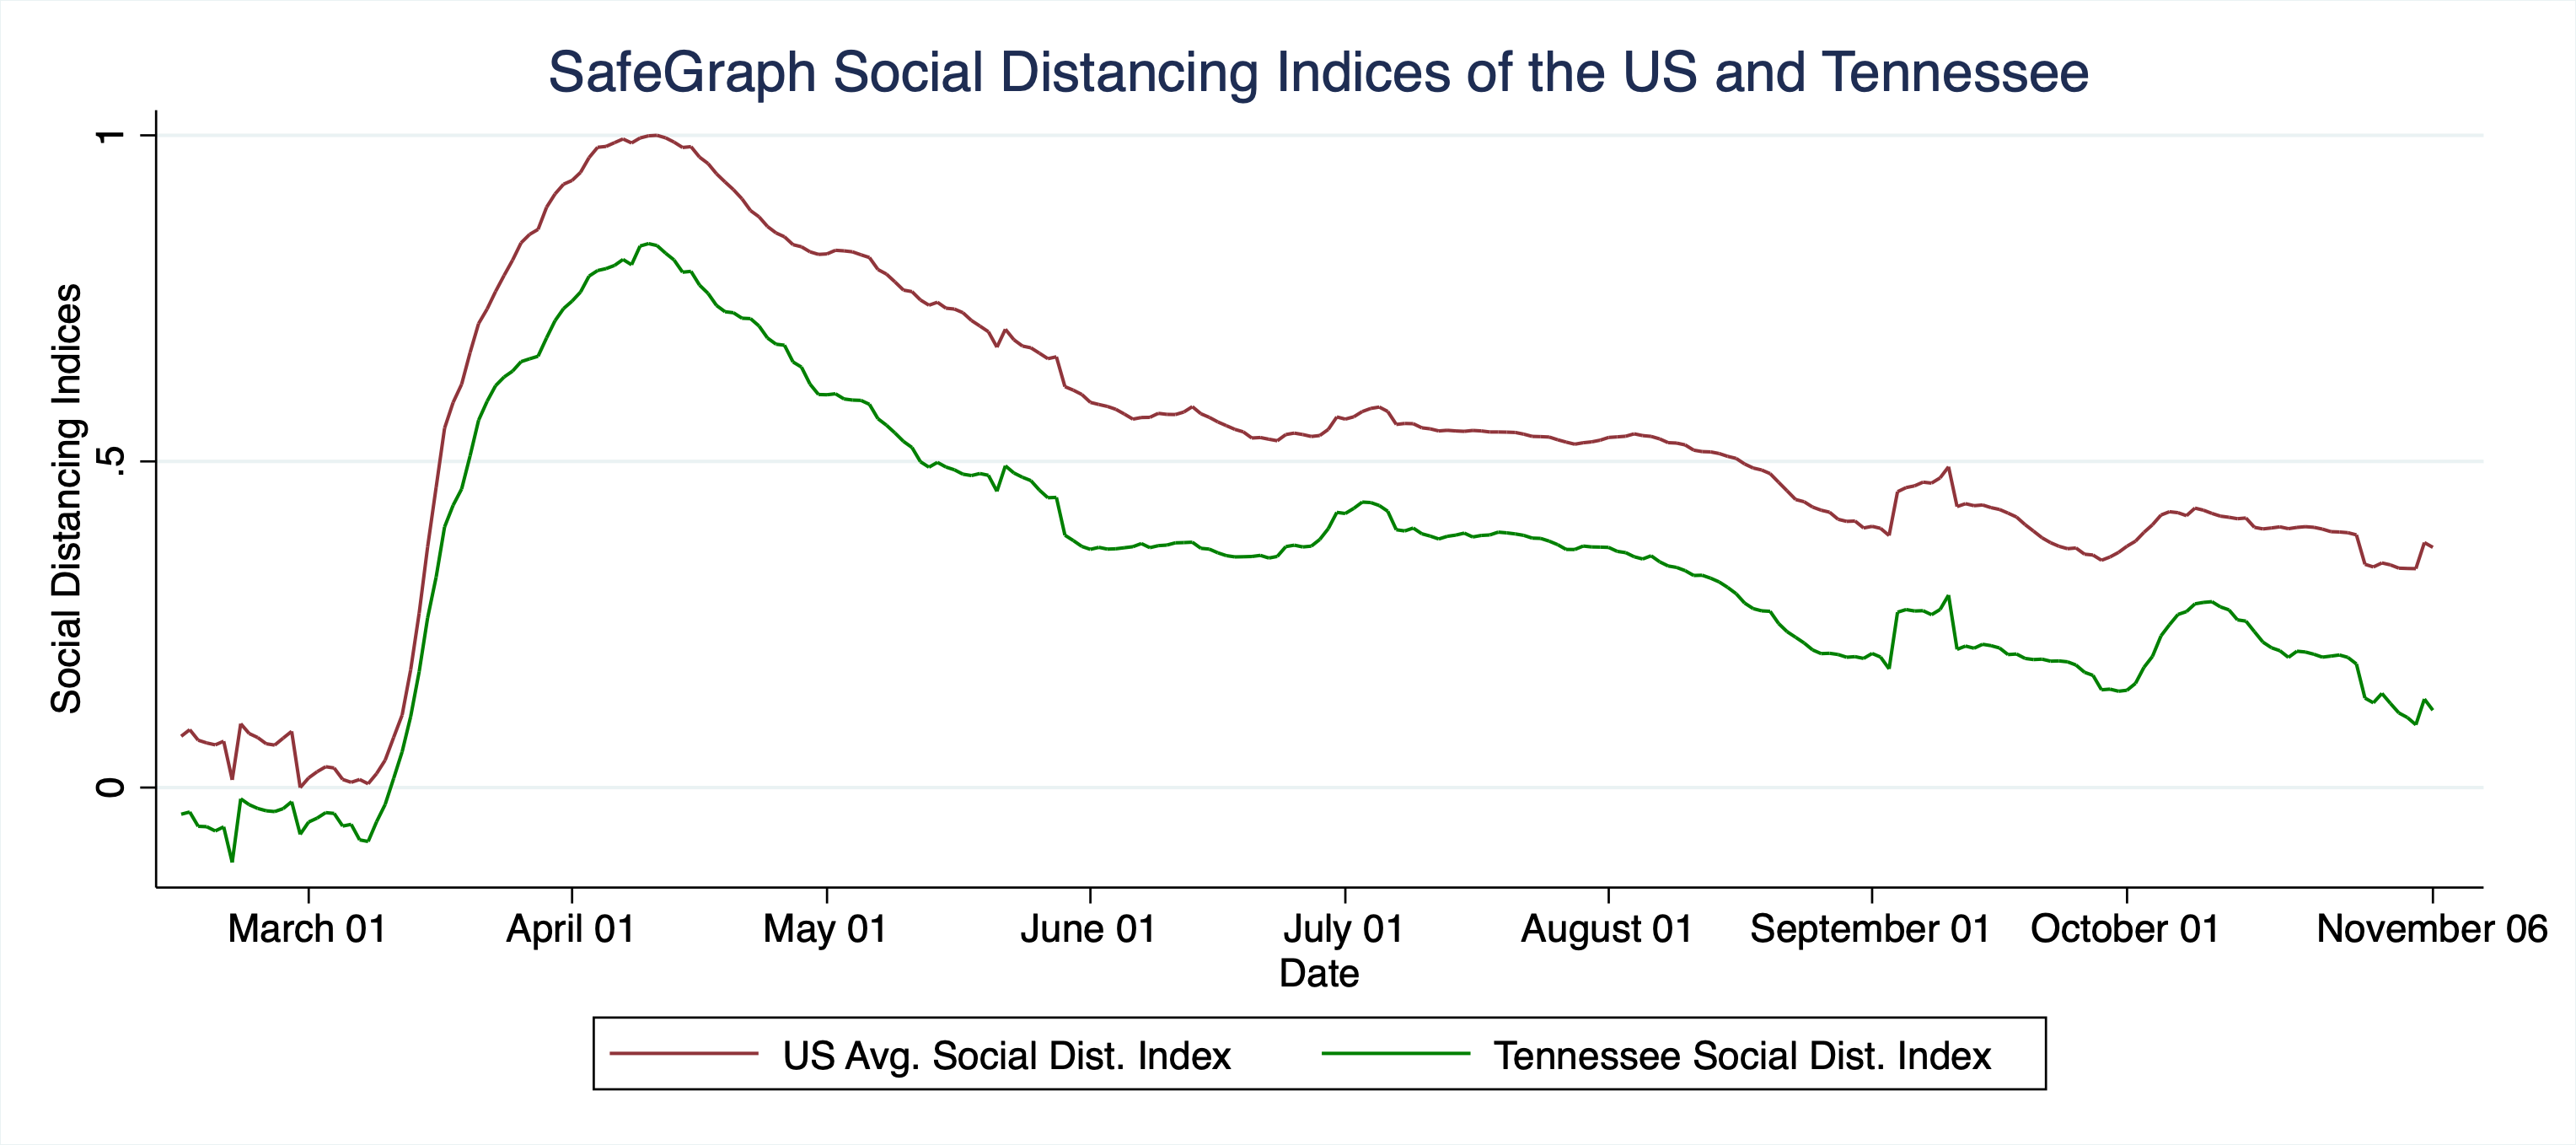 SafeGraph Social Distancing Indices of the US and Tennessee
Social Distancing Indices
1
.5
0
March 01 April 01 May 01 June 01 July 01 August 01 September 01 October 01 November 06
Date
US Avg. Social Dist. Index Tennessee Social Dist. Index